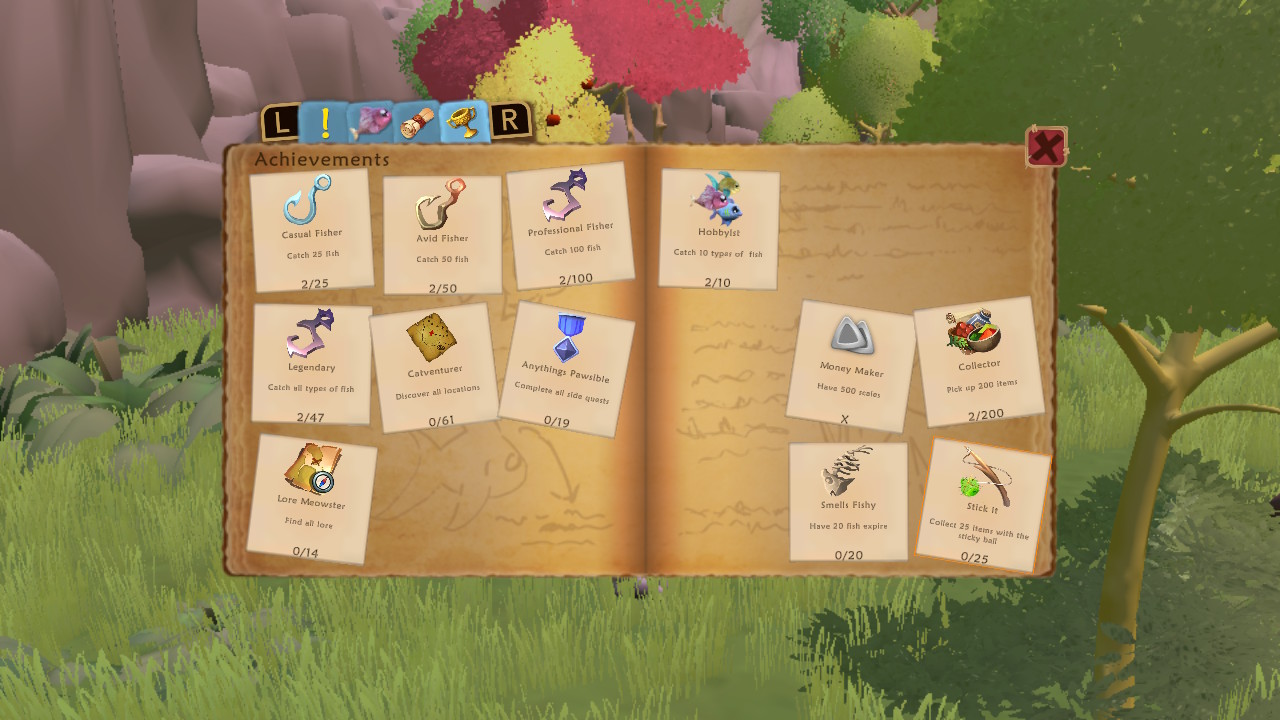 L ! R
Achievements
Casual Fisher
Catch 25 fish
2/25
Avid Fisher
Catch 50 fish
2/50
Professional Fisher
Catch 100 fish
2/100
Hobbyist
Catch 10 types of fish
2/10
Legendary
Catch all types of fish
2/47
Catventurer
Discover all locations
0/61
Anythings Pawsible
Complete all side quests
0/19
Money Maker
Have 500 scales
X
Collector
Pick up 200 items
2/200
Lore Meowster
Find all lore
0/14
Smells Fishy
Have 20 fish expire
0/20
Stick It
Collect 25 items with the
sticky ball
0/25